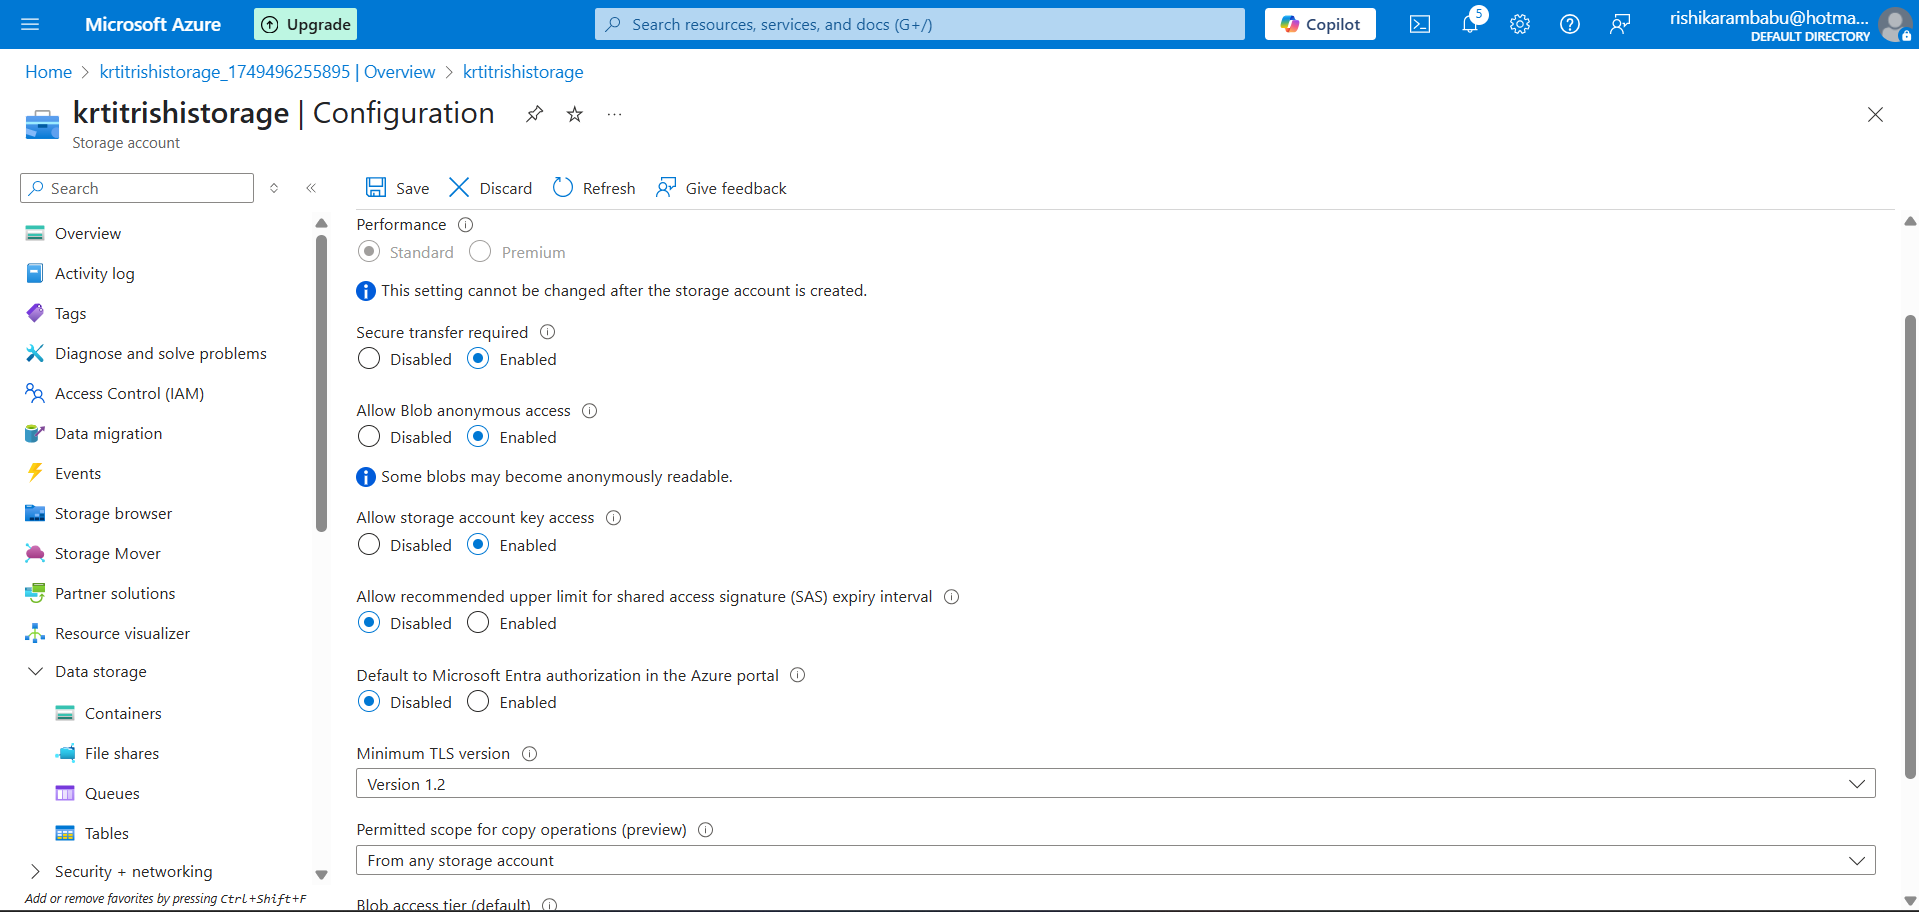 Microsoft Azure
Upgrade
Search resources, services, and docs (G+/)
Copilot
5
rishikarambabu@hotma...
DEFAULT DIRECTORY
Home > krtitrishistorage_1749496255895 | Overview > krtitrishistorage
krtitrishistorage | Configuration
Storage account
Search
Save
Discard
Refresh
Give feedback
Overview
Activity log
Tags
Diagnose and solve problems
Access Control (IAM)
Data migration
Events
Storage browser
Storage Mover
Partner solutions
Resource visualizer
Data storage
Containers
File shares
Queues
Tables
Security + networking
Add or remove favorites by pressing Ctrl+Shift+F
Performance
Standard Premium
This setting cannot be changed after the storage account is created.
Secure transfer required
Disabled Enabled
Allow Blob anonymous access
Disabled Enabled
Some blobs may become anonymously readable.
Allow storage account key access
Disabled Enabled
Allow recommended upper limit for shared access signature (SAS) expiry interval
Disabled Enabled
Default to Microsoft Entra authorization in the Azure portal
Disabled Enabled
Minimum TLS version
Version 1.2
Permitted scope for copy operations (preview)
From any storage account
Blob access tier (default)